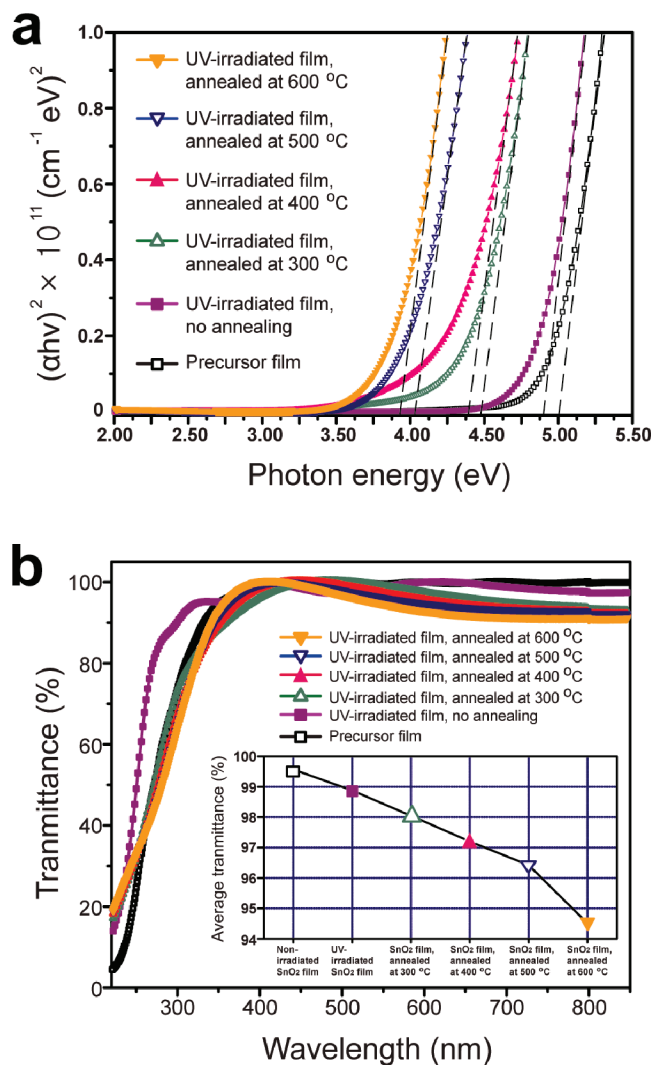 a
(αhν)² × 10¹¹ (cm⁻¹ eV)²
1.0
0.8
0.6
0.4
0.2
0
UV-irradiated film,
annealed at 600 °C
UV-irradiated film,
annealed at 500 °C
UV-irradiated film,
annealed at 400 °C
UV-irradiated film,
annealed at 300 °C
UV-irradiated film,
no annealing
Precursor film
2.00 2.50 3.00 3.50 4.00 4.50 5.00 5.50
Photon energy (eV)
b
Tranmittance (%)
100
80
60
40
20
0
UV-irradiated film, annealed at 600 °C
UV-irradiated film, annealed at 500 °C
UV-irradiated film, annealed at 400 °C
UV-irradiated film, annealed at 300 °C
UV-irradiated film, no annealing
Precursor film
Average tranmittance (%)
100
99
98
97
96
95
94
Non-
irradiated
SnO₂ film
UV-
irradiated
SnO₂ film
SnO₂ film,
annealed
at 300 °C
SnO₂ film,
annealed
at 400 °C
SnO₂ film,
annealed
at 500 °C
SnO₂ film,
annealed
at 600 °C
300 400 500 600 700 800
Wavelength (nm)